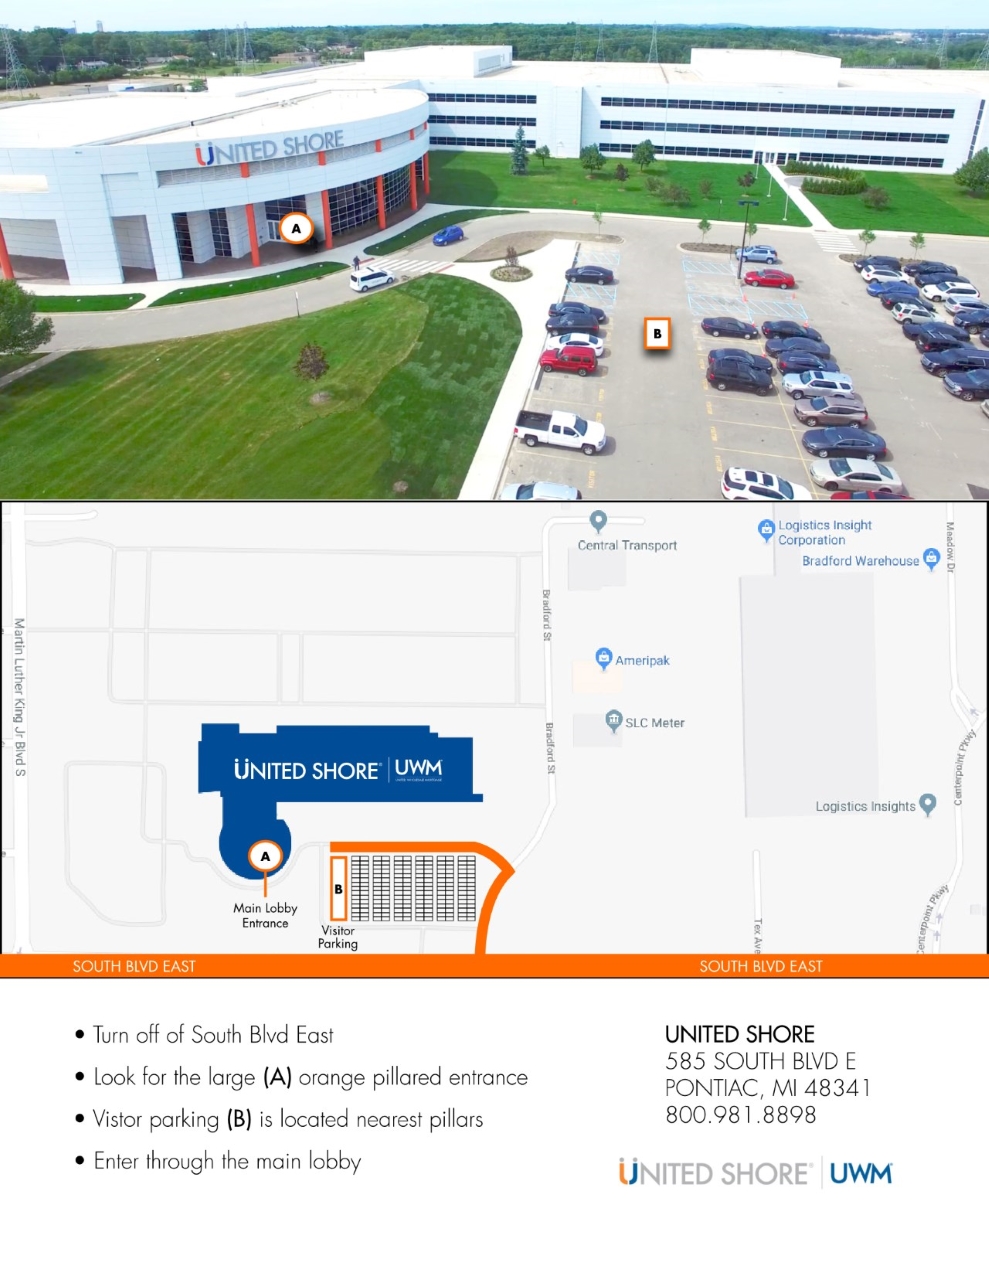 UNITED SHORE
A
B
Central Transport
Logistics Insight
Corporation
Bradford Warehouse
Meadow Dr
Martin Luther King Jr Blvd S
Bradford St
Ameripak
SLC Meter
Bradford St
Centerpoint Pkwy
UNITED SHORE | UWM
Logistics Insights
A
B
Main Lobby
Entrance
Visitor
Parking
Tex Ave
Centerpoint Pkwy
SOUTH BLVD EAST
SOUTH BLVD EAST
• Turn off of South Blvd East
• Look for the large (A) orange pillared entrance
• Vistor parking (B) is located nearest pillars
• Enter through the main lobby
UNITED SHORE
585 SOUTH BLVD E
PONTIAC, MI 48341
800.981.8898
UNITED SHORE | UWM